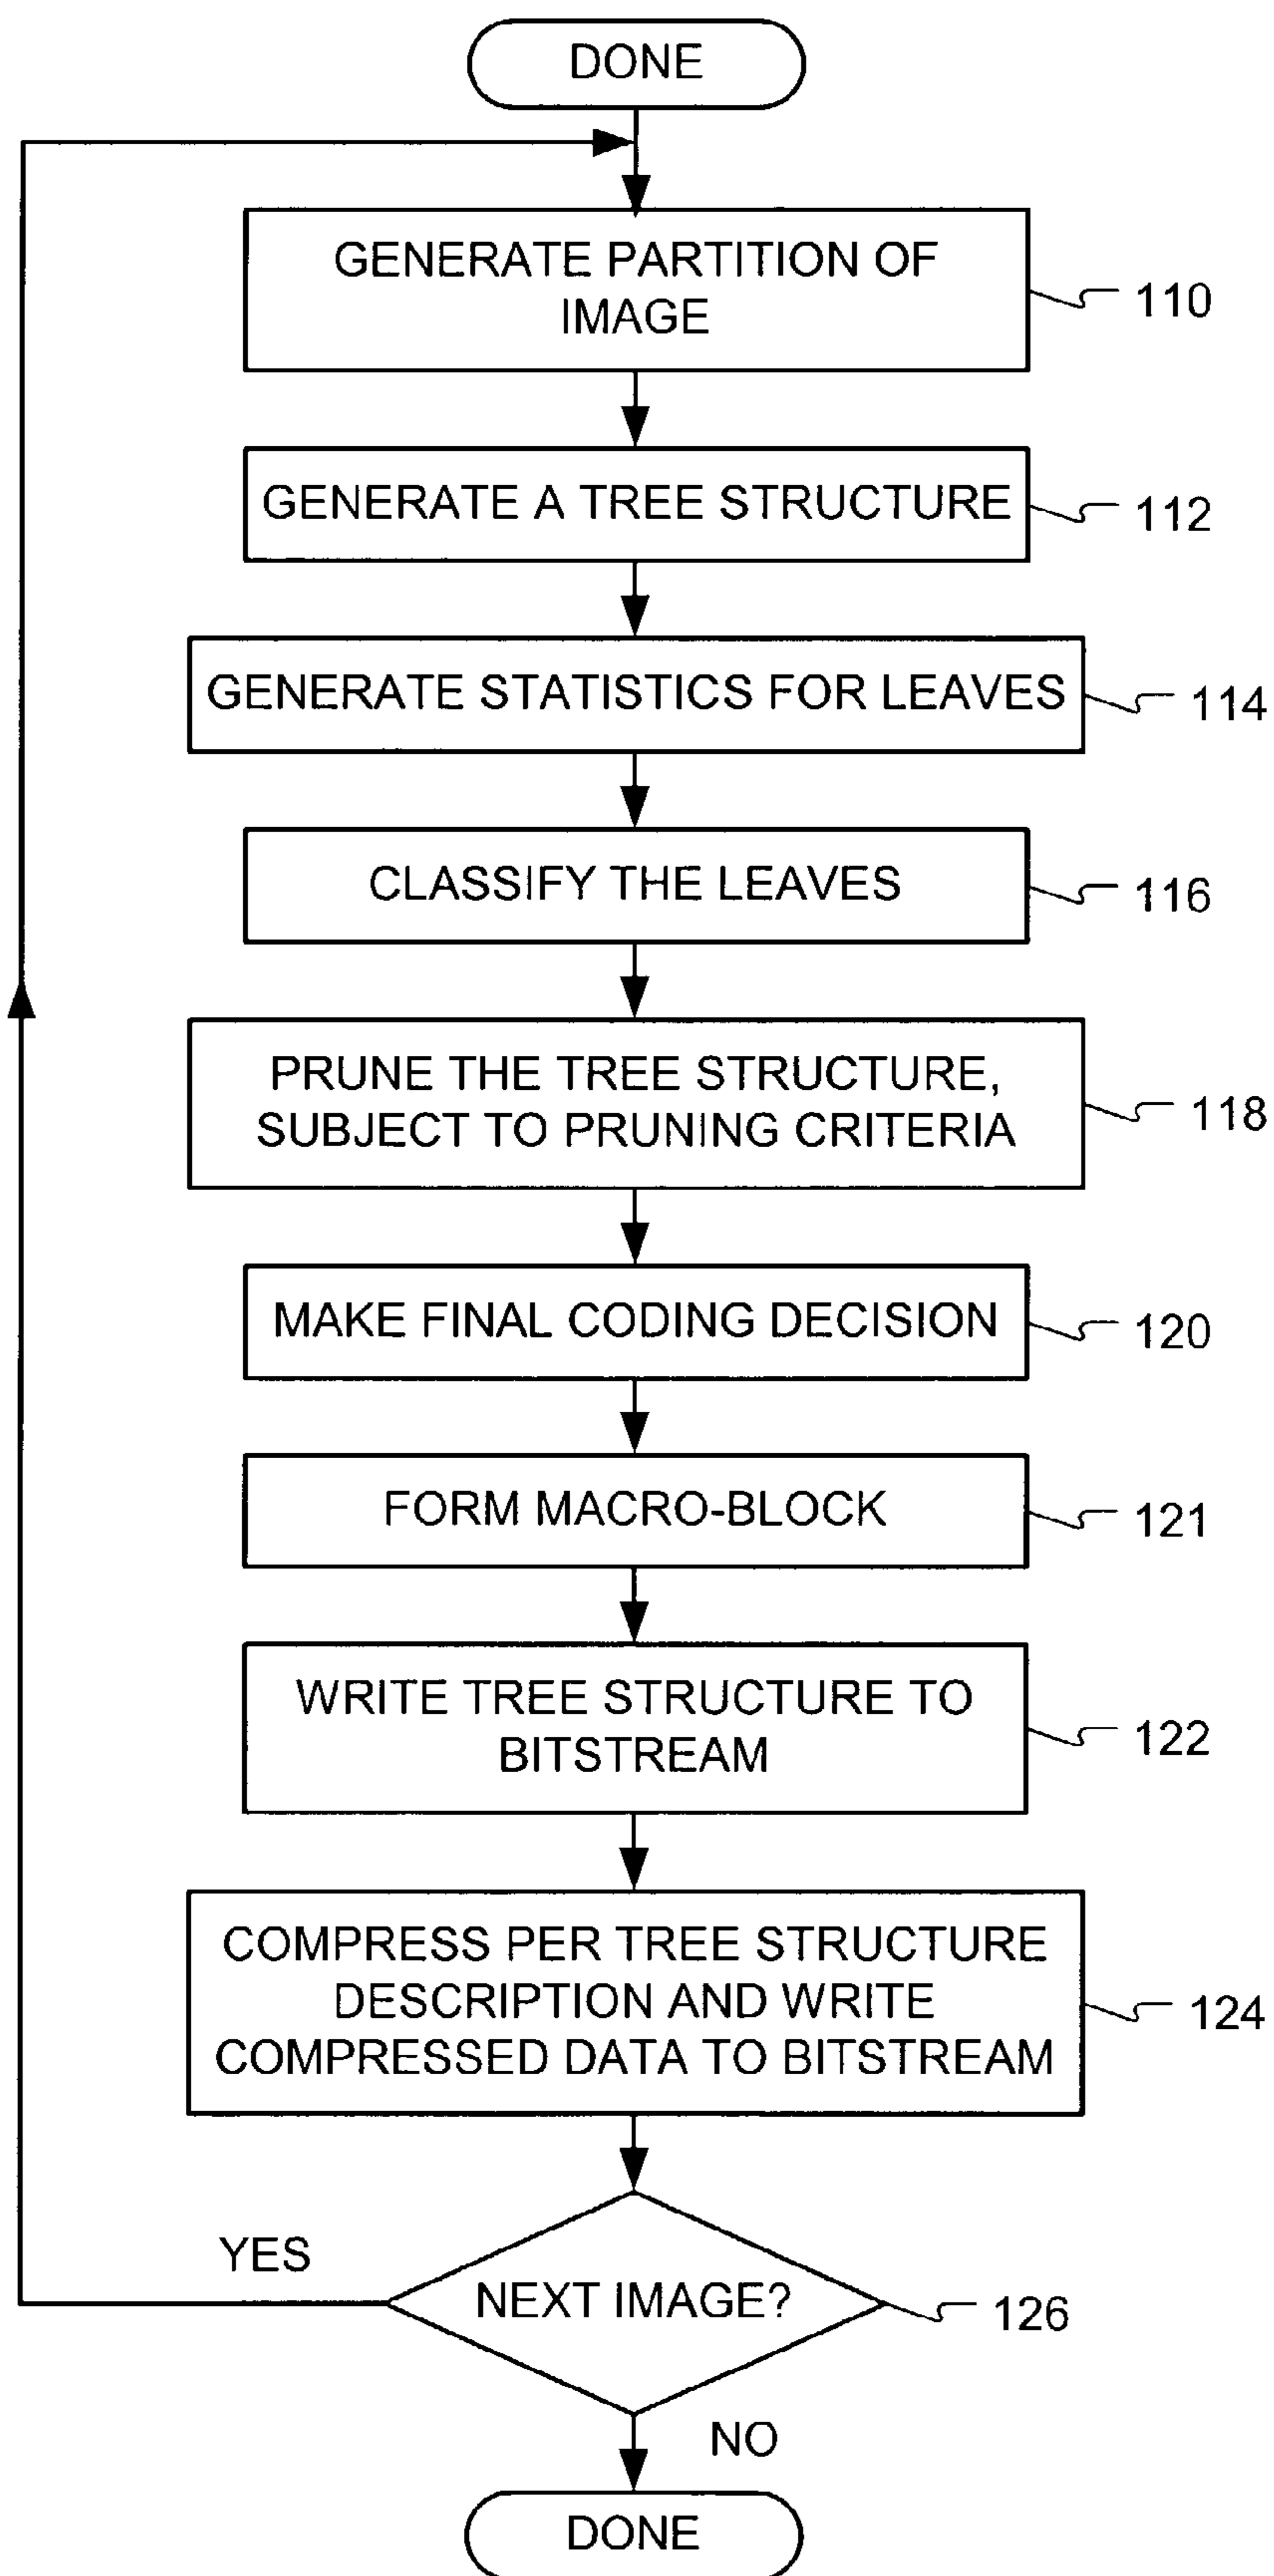 DONE
GENERATE PARTITION OF
IMAGE
110
GENERATE A TREE STRUCTURE
112
GENERATE STATISTICS FOR LEAVES
114
CLASSIFY THE LEAVES
116
PRUNE THE TREE STRUCTURE,
SUBJECT TO PRUNING CRITERIA
118
MAKE FINAL CODING DECISION
120
FORM MACRO-BLOCK
121
WRITE TREE STRUCTURE TO
BITSTREAM
122
COMPRESS PER TREE STRUCTURE
DESCRIPTION AND WRITE
COMPRESSED DATA TO BITSTREAM
124
YES
NEXT IMAGE?
126
NO
DONE